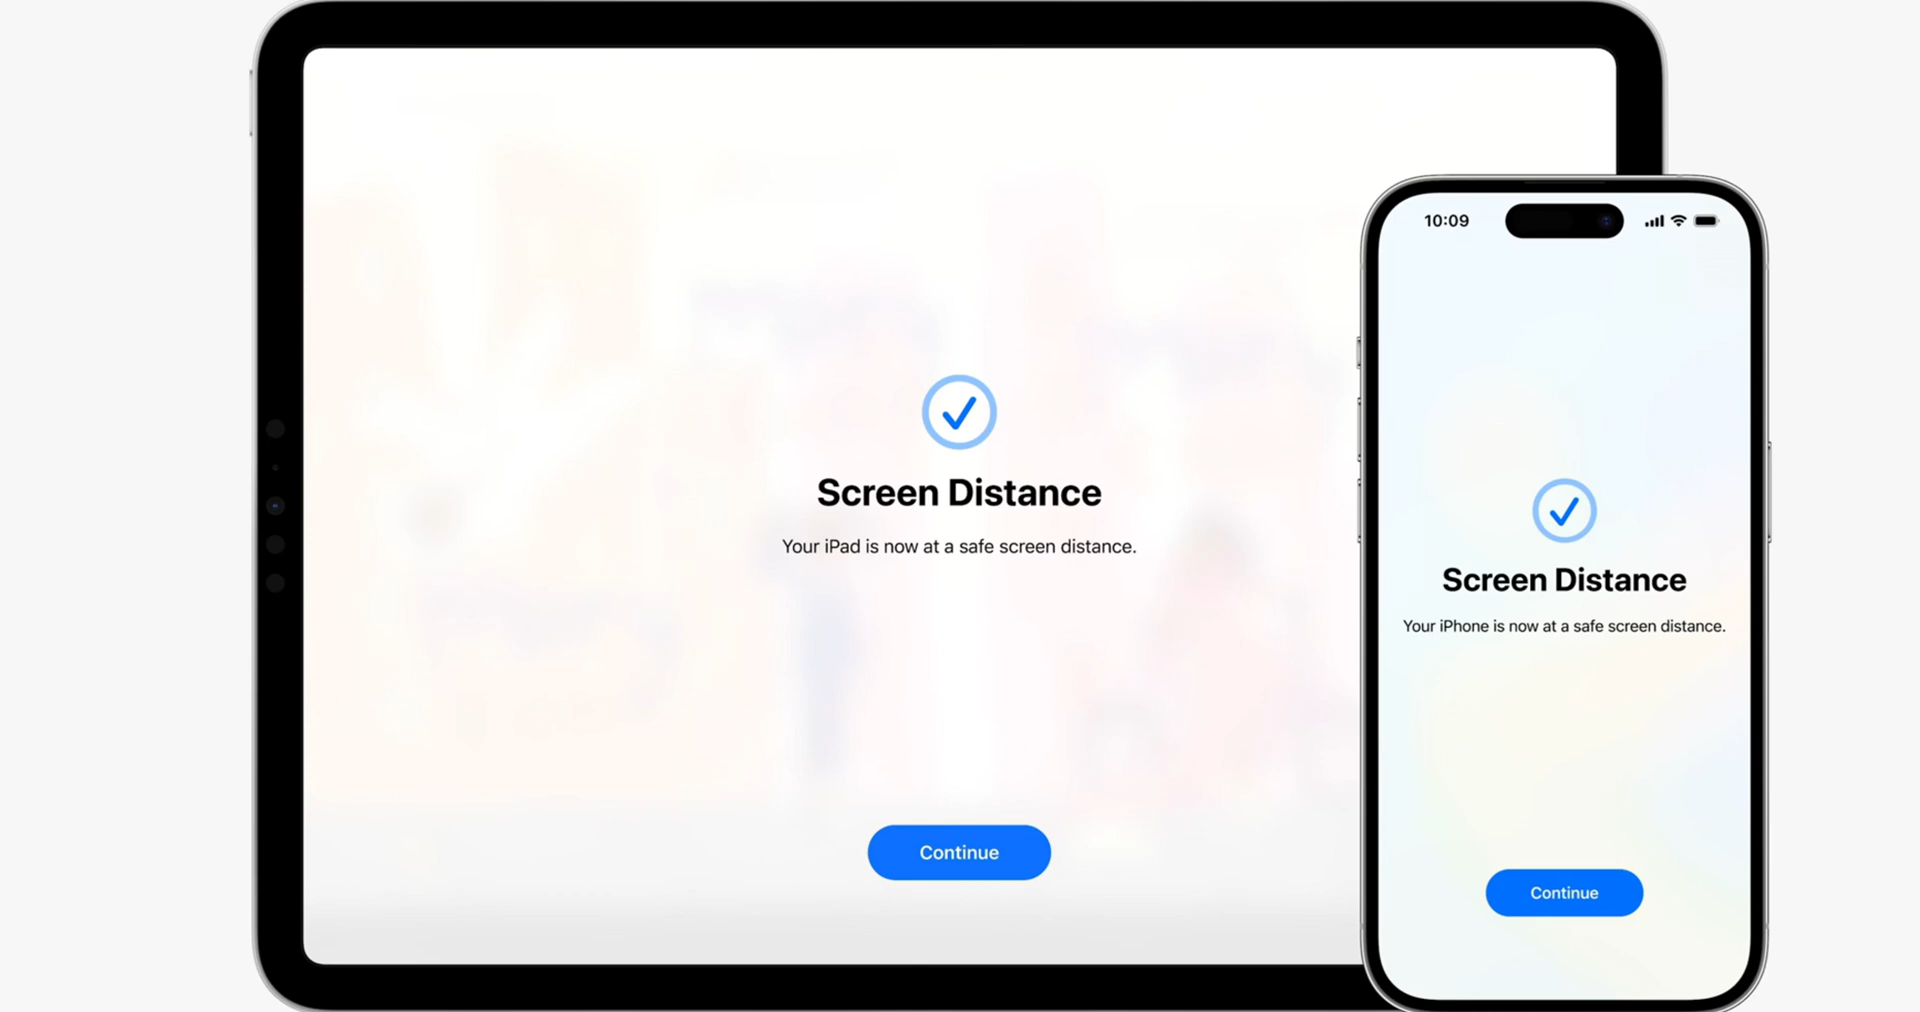 Screen Distance
Your iPad is now at a safe screen distance.
Continue
10:09
Screen Distance
Your iPhone is now at a safe screen distance.
Continue